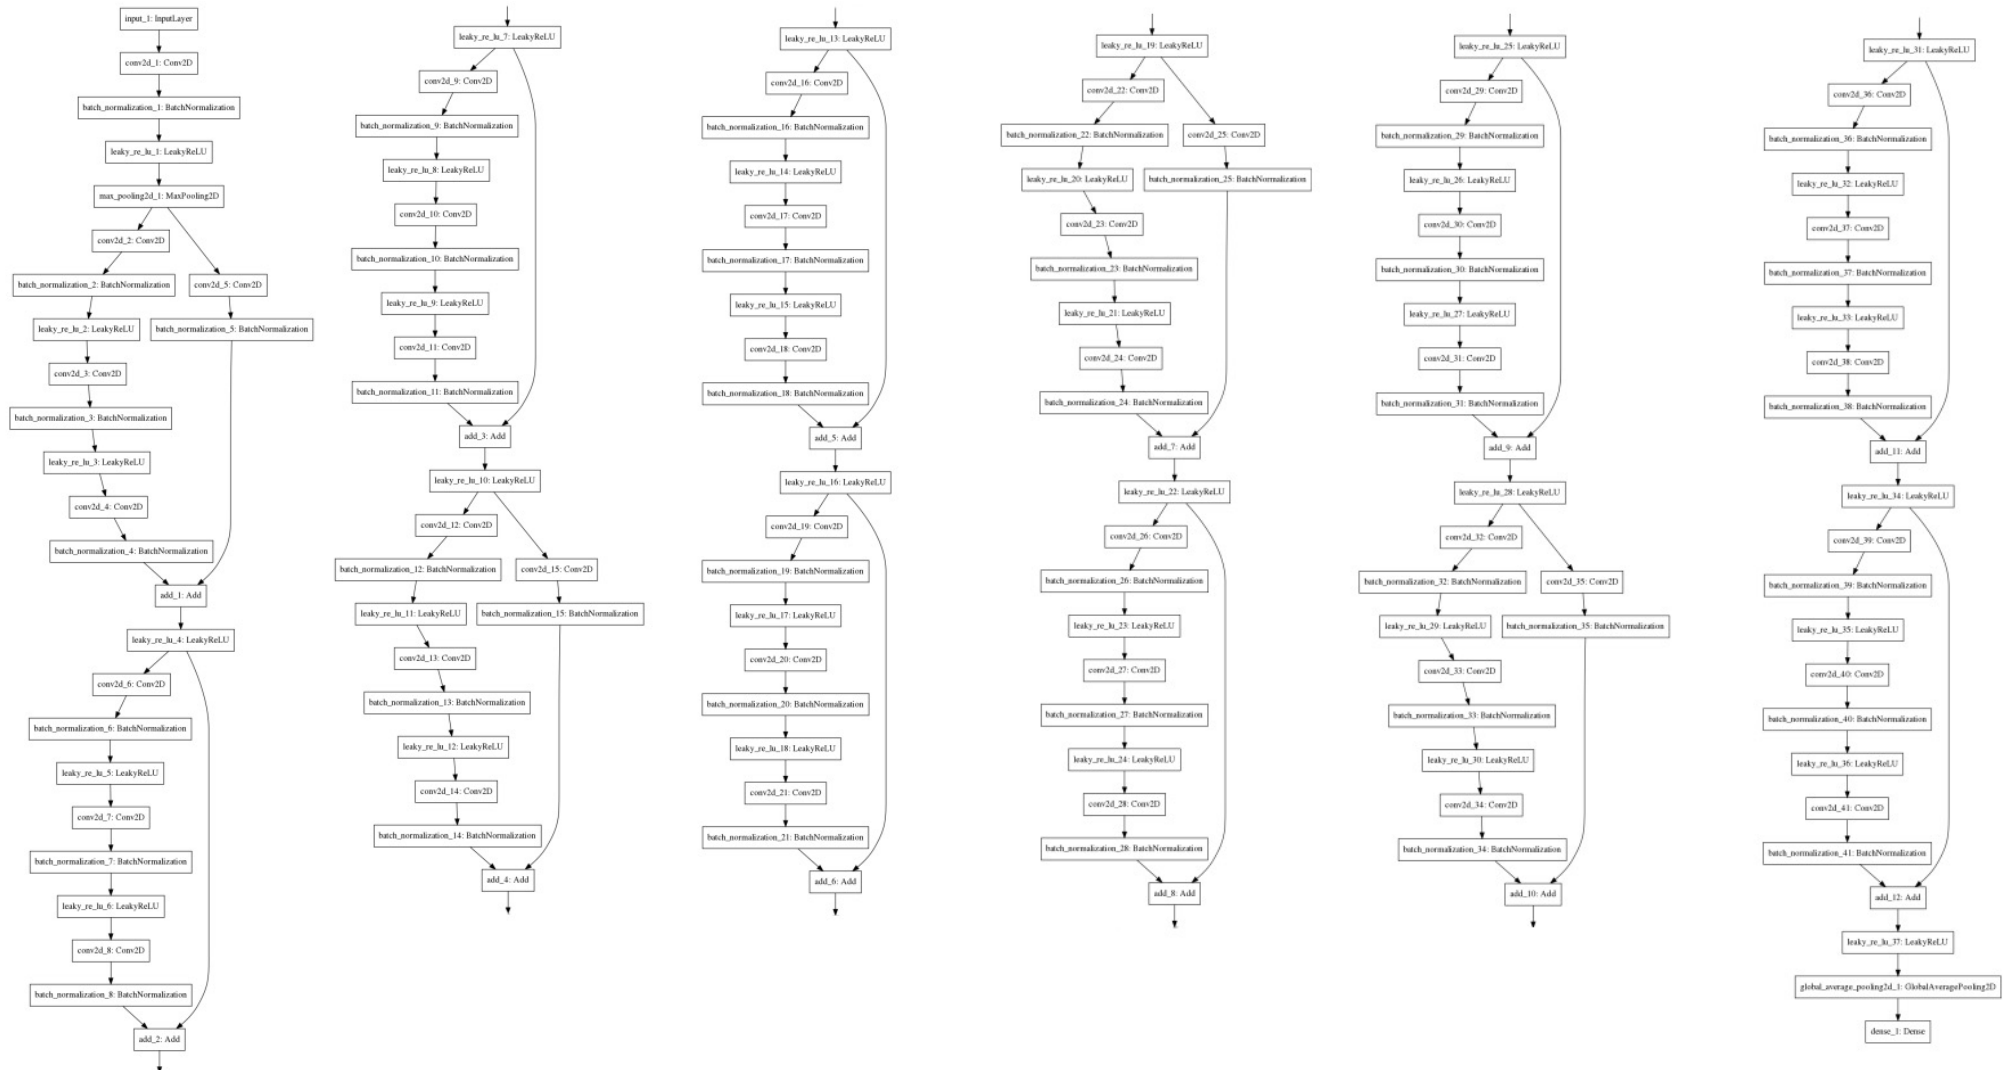 input_1: InputLayer
conv2d_1: Conv2D
batch_normalization_1: BatchNormalization
leaky_re_lu_1: LeakyReLU
max_pooling2d_1: MaxPooling2D
conv2d_2: Conv2D
batch_normalization_2: BatchNormalization
conv2d_5: Conv2D
leaky_re_lu_2: LeakyReLU
batch_normalization_5: BatchNormalization
conv2d_3: Conv2D
batch_normalization_3: BatchNormalization
leaky_re_lu_3: LeakyReLU
conv2d_4: Conv2D
batch_normalization_4: BatchNormalization
add_1: Add
leaky_re_lu_4: LeakyReLU
conv2d_6: Conv2D
batch_normalization_6: BatchNormalization
leaky_re_lu_5: LeakyReLU
conv2d_7: Conv2D
batch_normalization_7: BatchNormalization
leaky_re_lu_6: LeakyReLU
conv2d_8: Conv2D
batch_normalization_8: BatchNormalization
add_2: Add
leaky_re_lu_7: LeakyReLU
conv2d_9: Conv2D
batch_normalization_9: BatchNormalization
leaky_re_lu_8: LeakyReLU
conv2d_10: Conv2D
batch_normalization_10: BatchNormalization
leaky_re_lu_9: LeakyReLU
conv2d_11: Conv2D
batch_normalization_11: BatchNormalization
add_3: Add
leaky_re_lu_10: LeakyReLU
conv2d_12: Conv2D
batch_normalization_12: BatchNormalization
conv2d_15: Conv2D
leaky_re_lu_11: LeakyReLU
batch_normalization_15: BatchNormalization
conv2d_13: Conv2D
batch_normalization_13: BatchNormalization
leaky_re_lu_12: LeakyReLU
conv2d_14: Conv2D
batch_normalization_14: BatchNormalization
add_4: Add
leaky_re_lu_13: LeakyReLU
conv2d_16: Conv2D
batch_normalization_16: BatchNormalization
leaky_re_lu_14: LeakyReLU
conv2d_17: Conv2D
batch_normalization_17: BatchNormalization
leaky_re_lu_15: LeakyReLU
conv2d_18: Conv2D
batch_normalization_18: BatchNormalization
add_5: Add
leaky_re_lu_16: LeakyReLU
conv2d_19: Conv2D
batch_normalization_19: BatchNormalization
leaky_re_lu_17: LeakyReLU
conv2d_20: Conv2D
batch_normalization_20: BatchNormalization
leaky_re_lu_18: LeakyReLU
conv2d_21: Conv2D
batch_normalization_21: BatchNormalization
add_6: Add
leaky_re_lu_19: LeakyReLU
conv2d_22: Conv2D
batch_normalization_22: BatchNormalization
conv2d_25: Conv2D
leaky_re_lu_20: LeakyReLU
batch_normalization_25: BatchNormalization
conv2d_23: Conv2D
batch_normalization_23: BatchNormalization
leaky_re_lu_21: LeakyReLU
conv2d_24: Conv2D
batch_normalization_24: BatchNormalization
add_7: Add
leaky_re_lu_22: LeakyReLU
conv2d_26: Conv2D
batch_normalization_26: BatchNormalization
leaky_re_lu_23: LeakyReLU
conv2d_27: Conv2D
batch_normalization_27: BatchNormalization
leaky_re_lu_24: LeakyReLU
conv2d_28: Conv2D
batch_normalization_28: BatchNormalization
add_8: Add
leaky_re_lu_25: LeakyReLU
conv2d_29: Conv2D
batch_normalization_29: BatchNormalization
leaky_re_lu_26: LeakyReLU
conv2d_30: Conv2D
batch_normalization_30: BatchNormalization
leaky_re_lu_27: LeakyReLU
conv2d_31: Conv2D
batch_normalization_31: BatchNormalization
add_9: Add
leaky_re_lu_28: LeakyReLU
conv2d_32: Conv2D
batch_normalization_32: BatchNormalization
conv2d_35: Conv2D
leaky_re_lu_29: LeakyReLU
batch_normalization_35: BatchNormalization
conv2d_33: Conv2D
batch_normalization_33: BatchNormalization
leaky_re_lu_30: LeakyReLU
conv2d_34: Conv2D
batch_normalization_34: BatchNormalization
add_10: Add
leaky_re_lu_31: LeakyReLU
conv2d_36: Conv2D
batch_normalization_36: BatchNormalization
leaky_re_lu_32: LeakyReLU
conv2d_37: Conv2D
batch_normalization_37: BatchNormalization
leaky_re_lu_33: LeakyReLU
conv2d_38: Conv2D
batch_normalization_38: BatchNormalization
add_11: Add
leaky_re_lu_34: LeakyReLU
conv2d_39: Conv2D
batch_normalization_39: BatchNormalization
leaky_re_lu_35: LeakyReLU
conv2d_40: Conv2D
batch_normalization_40: BatchNormalization
leaky_re_lu_36: LeakyReLU
conv2d_41: Conv2D
batch_normalization_41: BatchNormalization
add_12: Add
leaky_re_lu_37: LeakyReLU
global_average_pooling2d_1: GlobalAveragePooling2D
dense_1: Dense